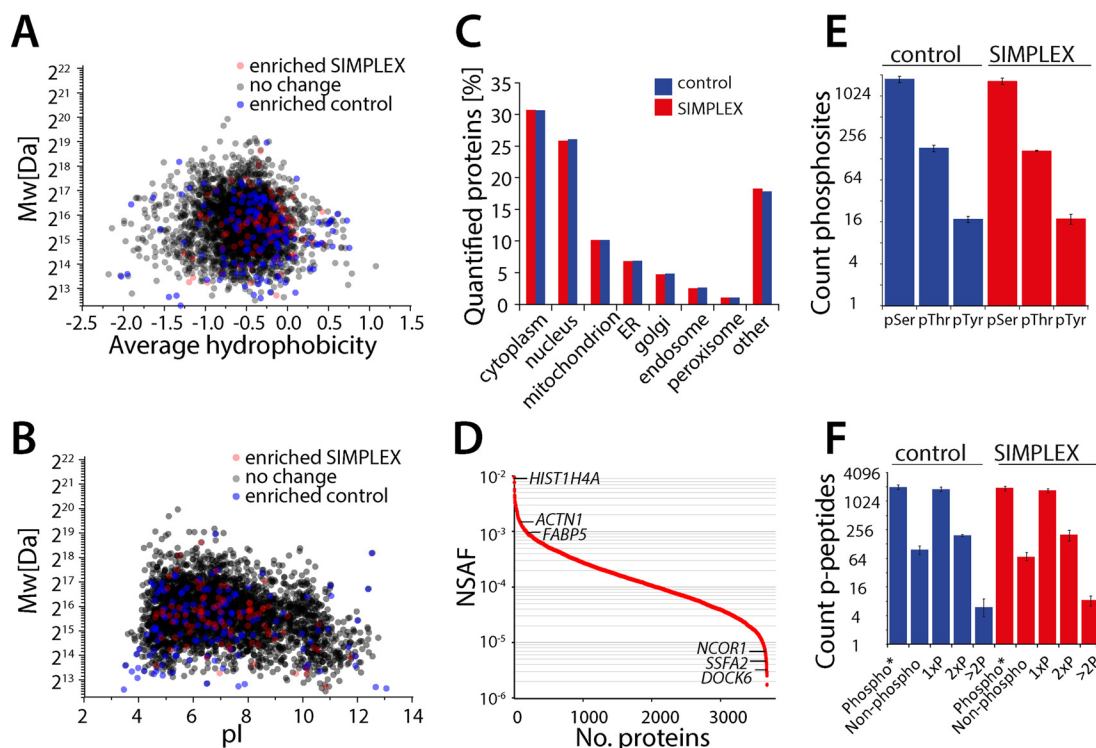 A
enriched SIMPLEX
no change
enriched control
Mw[Da]
2^22
2^21
2^20
2^19
2^18
2^17
2^16
2^15
2^14
2^13
-2.5 -2.0 -1.5 -1.0 -0.5 0.0 0.5 1.0 1.5
Average hydrophobicity
B
enriched SIMPLEX
no change
enriched control
Mw[Da]
2^22
2^21
2^20
2^19
2^18
2^17
2^16
2^15
2^14
2^13
2 4 6 8 10 12 14
pI
C
control
SIMPLEX
Quantified proteins [%]
35
30
25
20
15
10
5
0
cytoplasm
nucleus
mitochondrion
ER
golgi
endosome
peroxisome
other
D
NSAF
10^-2
10^-3
10^-4
10^-5
10^-6
HIST1H4A
ACTN1
FABP5
NCOR1
SSFA2
DOCK6
0 1000 2000 3000
No. proteins
E
control SIMPLEX
Count phosphosites
1024
256
64
16
4
1
pSer pThr pTyr pSer pThr pTyr
F
control SIMPLEX
Count p-peptides
4096
1024
256
64
16
4
1
Phospho*
Non-phospho
1xP
2xP
>2P
Phospho*
Non-phospho
1xP
2xP
>2P